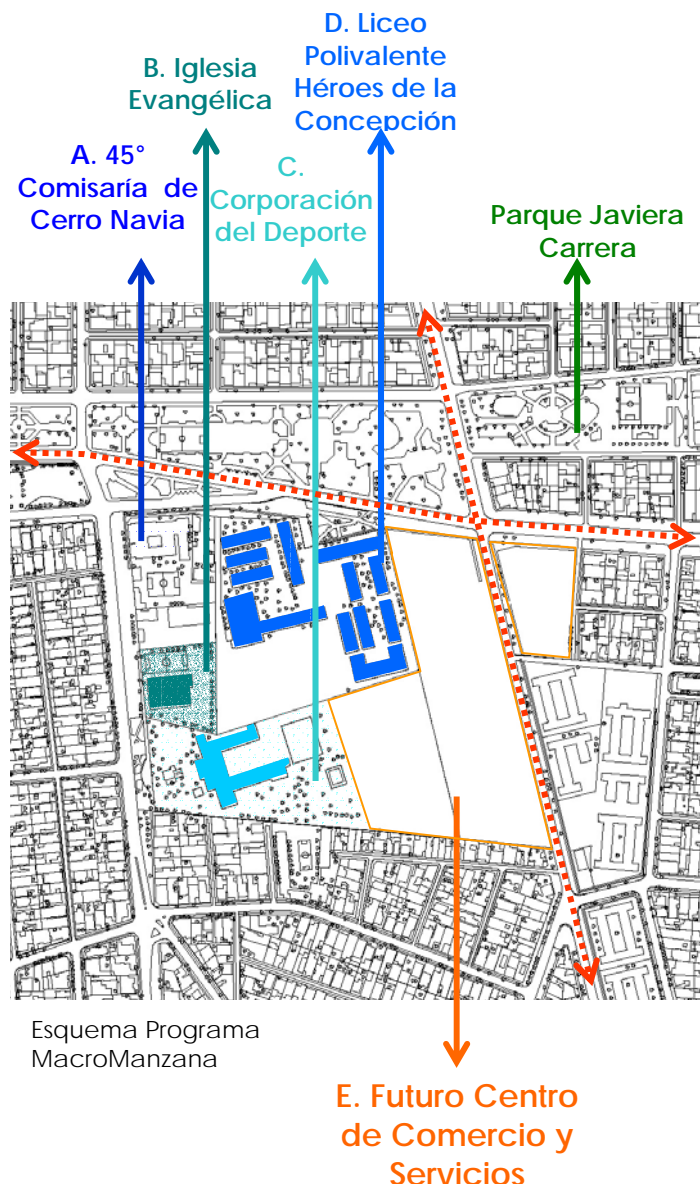 D. Liceo
Polivalente
Héroes de la
Concepción
B. Iglesia
Evangélica
A. 45°
Comisaría de
Cerro Navia
C.
Corporación
del Deporte
Parque Javiera
Carrera
Esquema Programa
MacroManzana
E. Futuro Centro
de Comercio y
Servicios